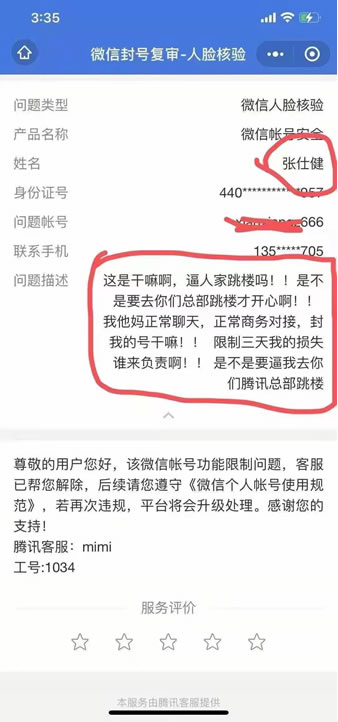 3:35
微信封号复审-人脸核验
问题类型 微信人脸核验
产品名称 微信帐号安全
姓名 张仕健
身份证号
问题帐号
联系手机 135*****705
问题描述 这是干嘛啊，逼人家跳楼吗！！是不
是要去你们总部跳楼才开心啊！！
我他妈正常聊天，正常商务对接，封
我的号干嘛！！ 限制三天我的损失
谁来负责啊！！ 是不是要逼我去你
们腾讯总部跳楼
尊敬的用户您好，该微信帐号功能限制问题，客服
已帮您解除，后续请您遵守《微信个人帐号使用规
范》，若再次违规，平台将会升级处理。感谢您的
支持！
腾讯客服：mimi
工号:1034
服务评价
本服务由腾讯客服提供